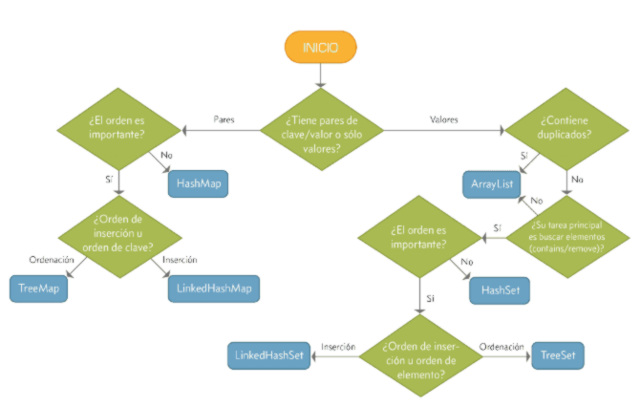 INICIO
¿El orden es
importante?
Pares
¿Tiene pares de
clave/valor o sólo
valores?
Valores
¿Contiene
duplicados?
No
Sí
HashMap
Sí
ArrayList
No
No
¿Orden de
inserción u
orden de clave?
¿El orden es
importante?
Sí
¿Su tarea principal
es buscar elementos
(contains/remove)?
Ordenación
Inserción
No
TreeMap
LinkedHashMap
HashSet
Sí
LinkedHashSet
Inserción
¿Orden de inser-
ción u orden de
elemento?
Ordenación
TreeSet